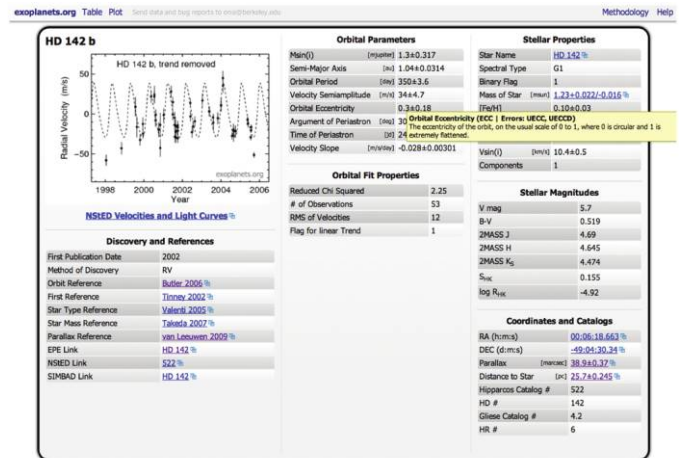 exoplanets.org Table Plot Send data and bug reports to
Methodology Help
HD 142 b
HD 142 b, trend removed
Radial Velocity (m/s)
50
0
−50
1998 2000 2002 2004 2006
Year
exoplanets.org
NStED Velocities and Light Curves
Discovery and References
First Publication Date 2002
Method of Discovery RV
Orbit Reference Butler 2006
First Reference Tinney 2002
Star Type Reference Valenti 2005
Star Mass Reference Takeda 2007
Parallax Reference van Leeuwen 2009
EPE Link HD 142
NStED Link 522
SIMBAD Link HD 142
Orbital Parameters
Msin(i) [mjupiter] 1.3±0.317
Semi-Major Axis [au] 1.04±0.0314
Orbital Period [day] 350±3.6
Velocity Semiamplitude [m/s] 34±4.7
Orbital Eccentricity 0.3±0.18
Argument of Periastron [deg] 30
Time of Periastron [jd] 24
Velocity Slope [m/s/day] -0.028±0.00301
Orbital Eccentricity (ECC | Errors: UECC, UECCD)
The eccentricity of the orbit, on the usual scale of 0 to 1, where 0 is circular and 1 is
extremely flattened.
Orbital Fit Properties
Reduced Chi Squared 2.25
# of Observations 53
RMS of Velocities 12
Flag for linear Trend 1
Stellar Properties
Star Name HD 142
Spectral Type G1
Binary Flag 1
Mass of Star [msun] 1.23+0.022/-0.016
[Fe/H] 0.10±0.03
Vsin(i) [km/s] 10.4±0.5
Components 1
Stellar Magnitudes
V mag 5.7
B-V 0.519
2MASS J 4.69
2MASS H 4.645
2MASS KS 4.474
SHK 0.155
log RHK -4.92
Coordinates and Catalogs
RA (h:m:s) 00:06:18.663
DEC (d:m:s) -49:04:30.34
Parallax [marcsec] 38.9±0.37
Distance to Star [pc] 25.7±0.245
Hipparcos Catalog # 522
HD # 142
Gliese Catalog # 4.2
HR # 6